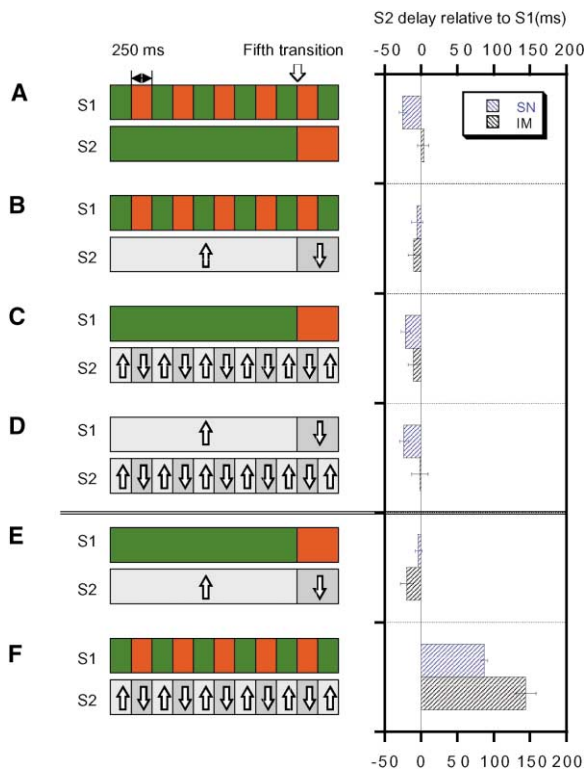 S2 delay relative to S1(ms)
-50 0 50 100 150 200
250 ms Fifth transition
A
S1
S2
SN
IM
B
S1
S2
C
S1
S2
D
S1
S2
E
S1
S2
F
S1
S2
-50 0 50 100 150 200